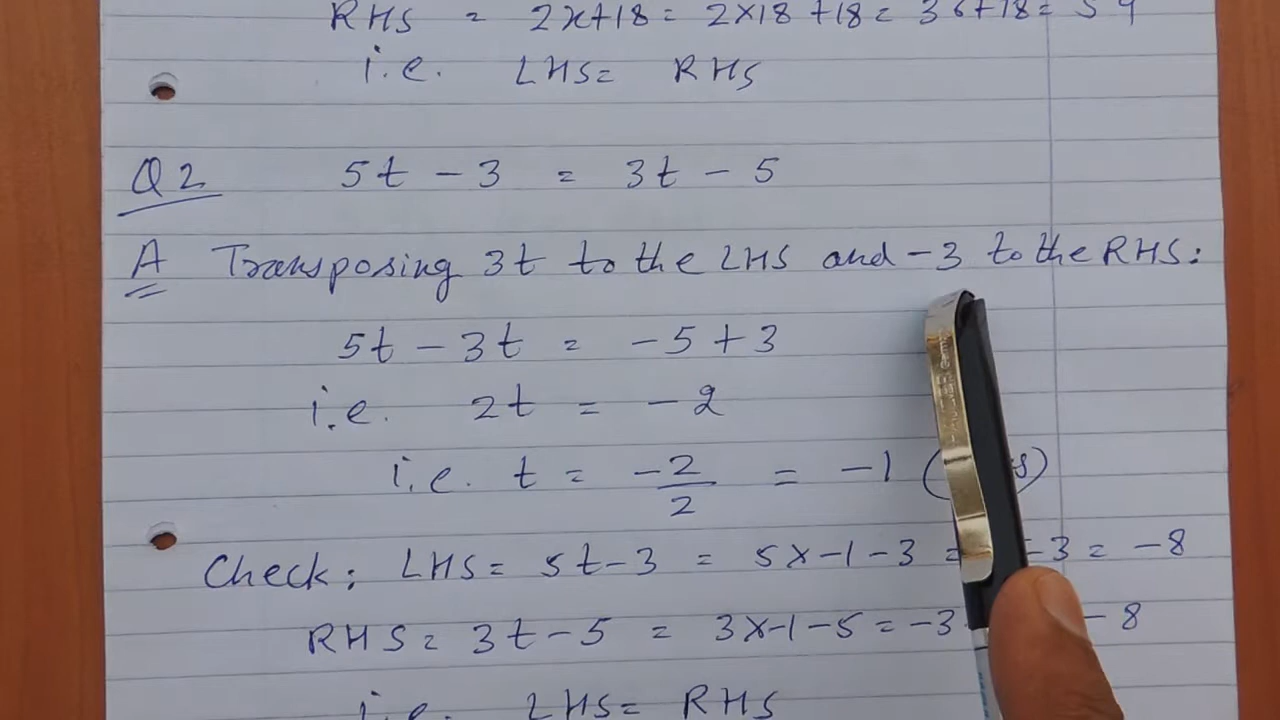 RHS = 2x+18 = 2×18 +18 = 36+18 = 54
i.e. LHS = RHS
Q2 5t - 3 = 3t - 5
A Transposing 3t to the LHS and -3 to the RHS:
5t - 3t = -5 + 3
i.e. 2t = -2
i.e. t = -2/2 = -1
Check: LHS = 5t-3 = 5×-1-3 = -3 = -8
RHS = 3t-5 = 3×-1-5 = -3 -8
i.e. LHS = RHS